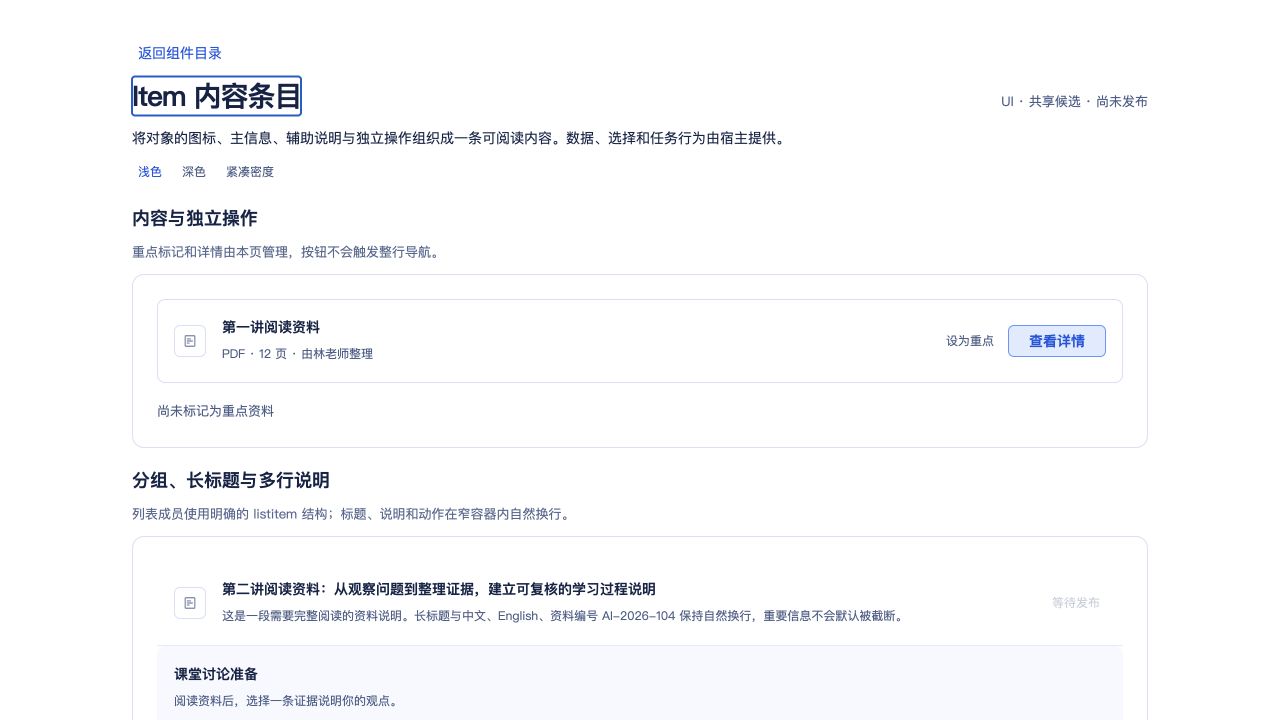 返回组件目录
Item 内容条目
UI · 共享候选 · 尚未发布
将对象的图标、主信息、辅助说明与独立操作组织成一条可阅读内容。数据、选择和任务行为由宿主提供。
浅色 深色 紧凑密度
内容与独立操作
重点标记和详情由本页管理，按钮不会触发整行导航。
第一讲阅读资料
PDF · 12 页 · 由林老师整理
设为重点 查看详情
尚未标记为重点资料
分组、长标题与多行说明
列表成员使用明确的 listitem 结构；标题、说明和动作在窄容器内自然换行。
第二讲阅读资料：从观察问题到整理证据，建立可复核的学习过程说明
这是一段需要完整阅读的资料说明。长标题与中文、English、资料编号 AI-2026-104 保持自然换行，重要信息不会默认被截断。
等待发布
课堂讨论准备
阅读资料后，选择一条证据说明你的观点。